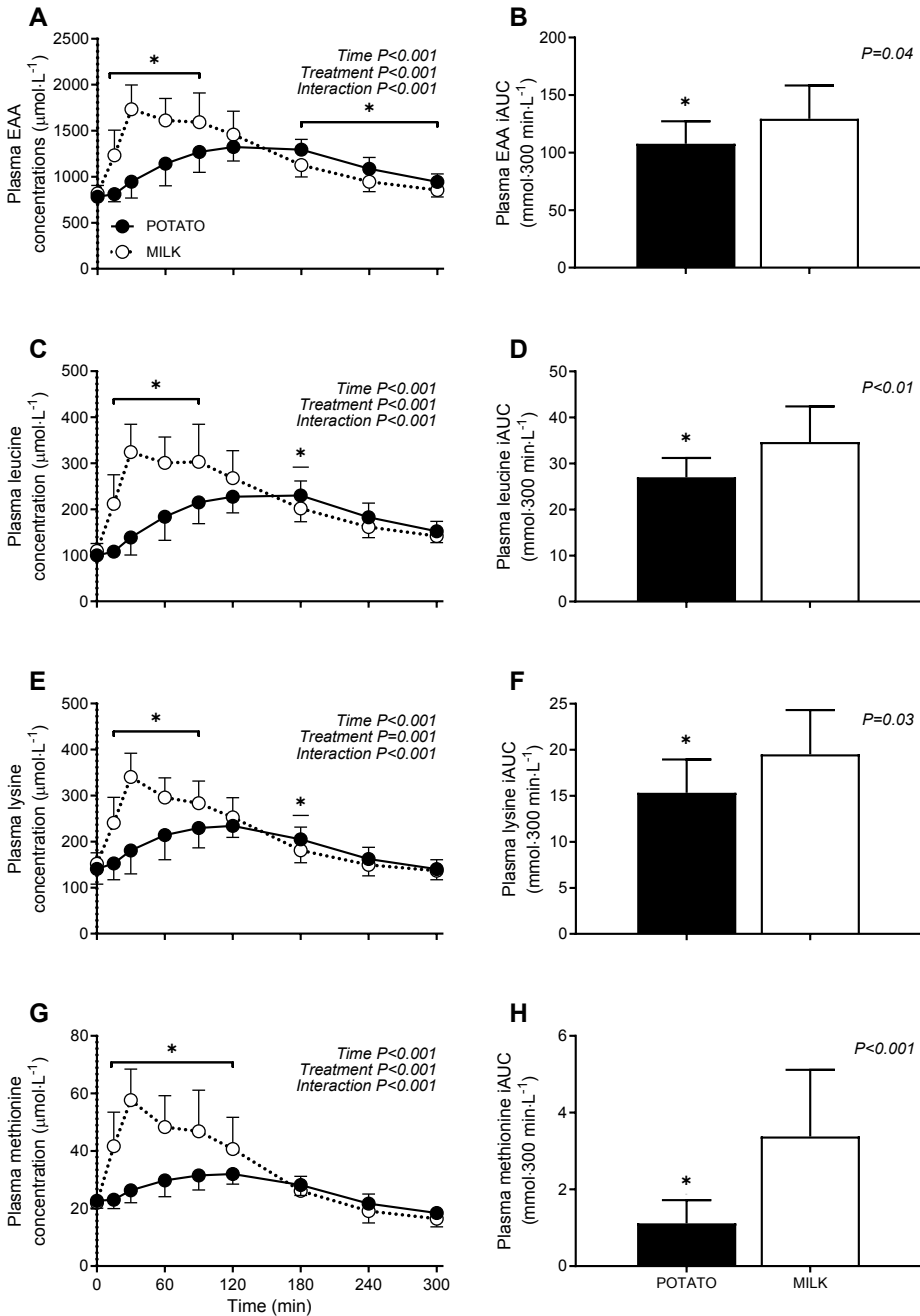 A
Plasma EAA
concentrations (μmol·L⁻¹)
2500
2000
1500
1000
500
0
*
*
Time P<0.001
Treatment P<0.001
Interaction P<0.001
POTATO
MILK
B
Plasma EAA iAUC
(mmol·300 min·L⁻¹)
200
150
100
50
0
*
P=0.04
C
Plasma leucine
concentration (μmol·L⁻¹)
500
400
300
200
100
0
*
*
Time P<0.001
Treatment P<0.001
Interaction P<0.001
D
Plasma leucine iAUC
(mmol·300 min·L⁻¹)
50
40
30
20
10
0
*
P<0.01
E
Plasma lysine
concentration (μmol·L⁻¹)
500
400
300
200
100
0
*
*
Time P<0.001
Treatment P=0.001
Interaction P<0.001
F
Plasma lysine iAUC
(mmol·300 min·L⁻¹)
25
20
15
10
5
0
*
P=0.03
G
Plasma methionine
concentration (μmol·L⁻¹)
80
60
40
20
0
*
Time P<0.001
Treatment P<0.001
Interaction P<0.001
0 60 120 180 240 300
Time (min)
H
Plasma methionine iAUC
(mmol·300 min·L⁻¹)
6
4
2
0
*
P<0.001
POTATO MILK